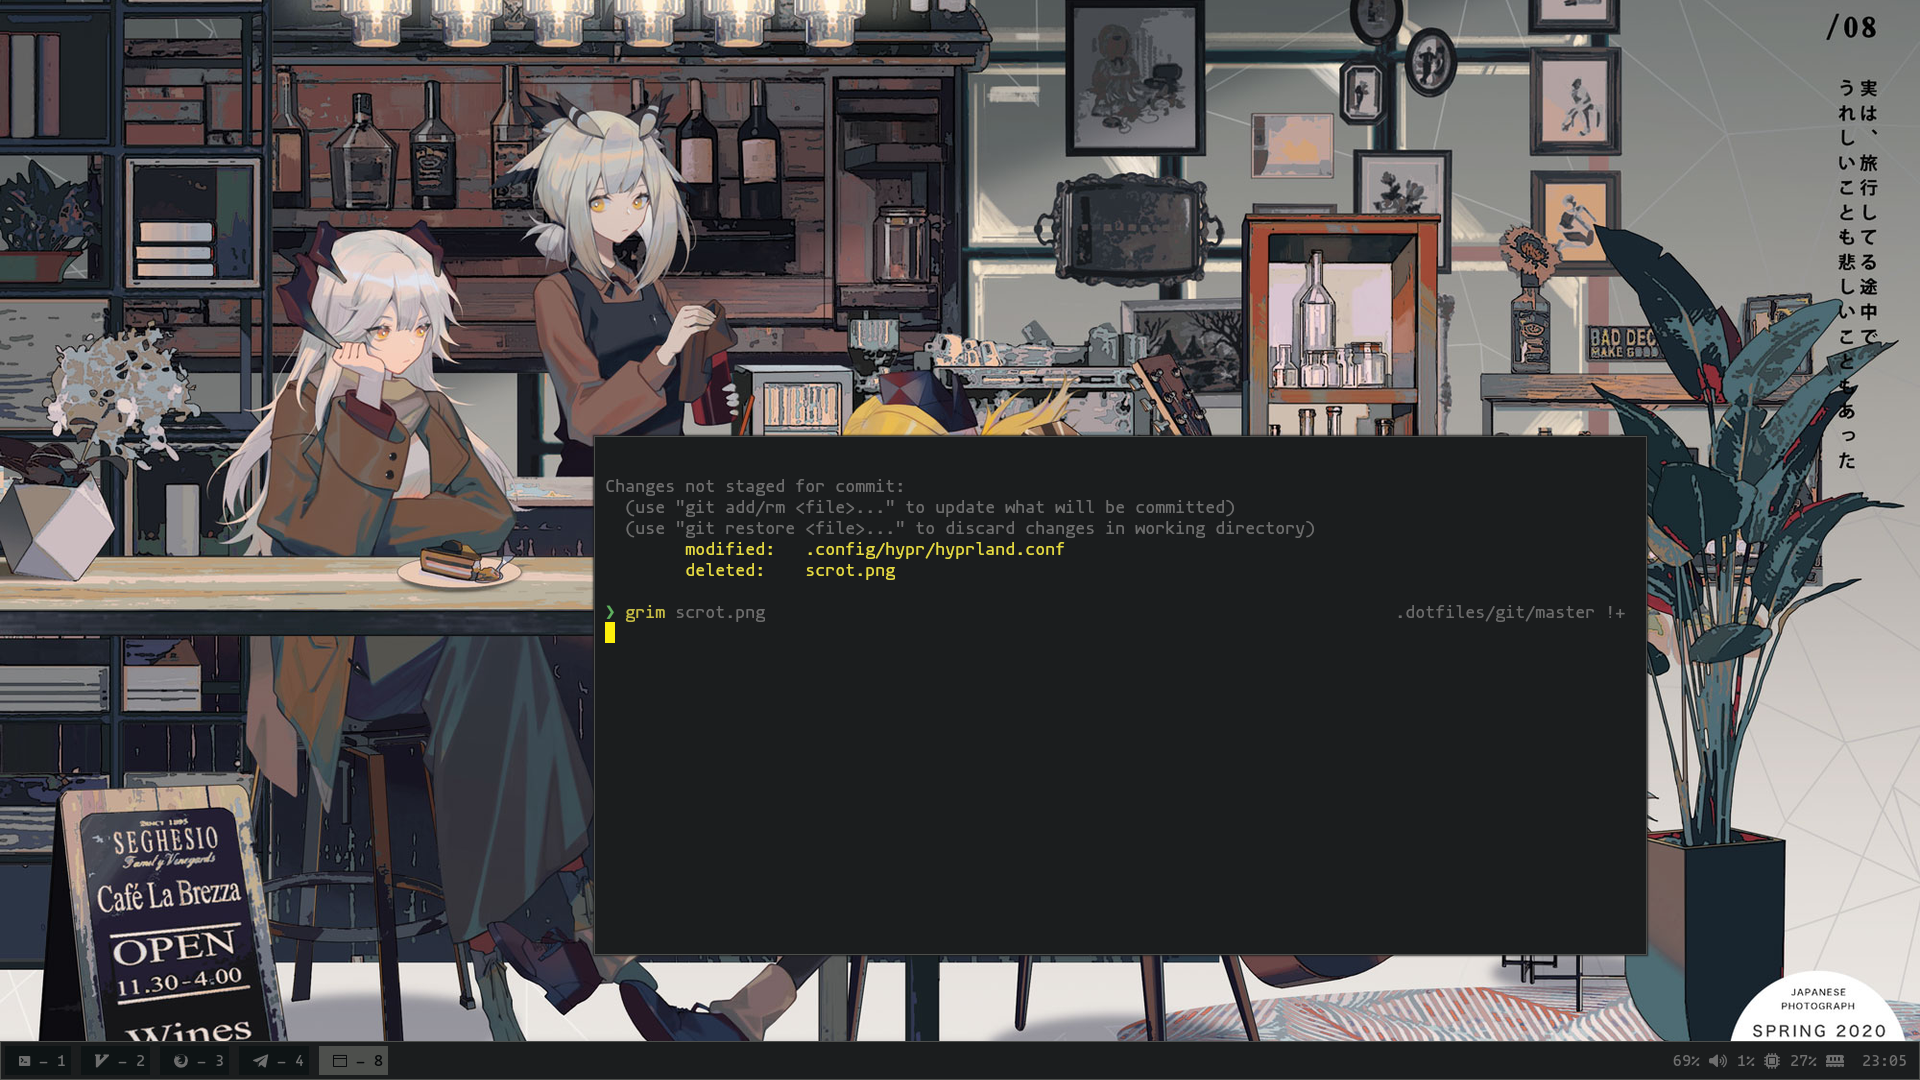 /08
実は、旅行してる途中で
うれしいことも悲しいこともあった
BAD DEC
MAKE GOOD
Changes not staged for commit:
(use "git add/rm <file>..." to update what will be committed)
(use "git restore <file>..." to discard changes in working directory)
modified: .config/hypr/hyprland.conf
deleted: scrot.png
❯ grim scrot.png .dotfiles/git/master !+
SINCY 1895
SEGHESIO
Family Vineyards
Café La Brezza
OPEN
11.30-4.00
Wines
JAPANESE
PHOTOGRAPH
SPRING 2020
– 1 – 2 – 3 – 4 – 8 69% 1% 27% 23:05